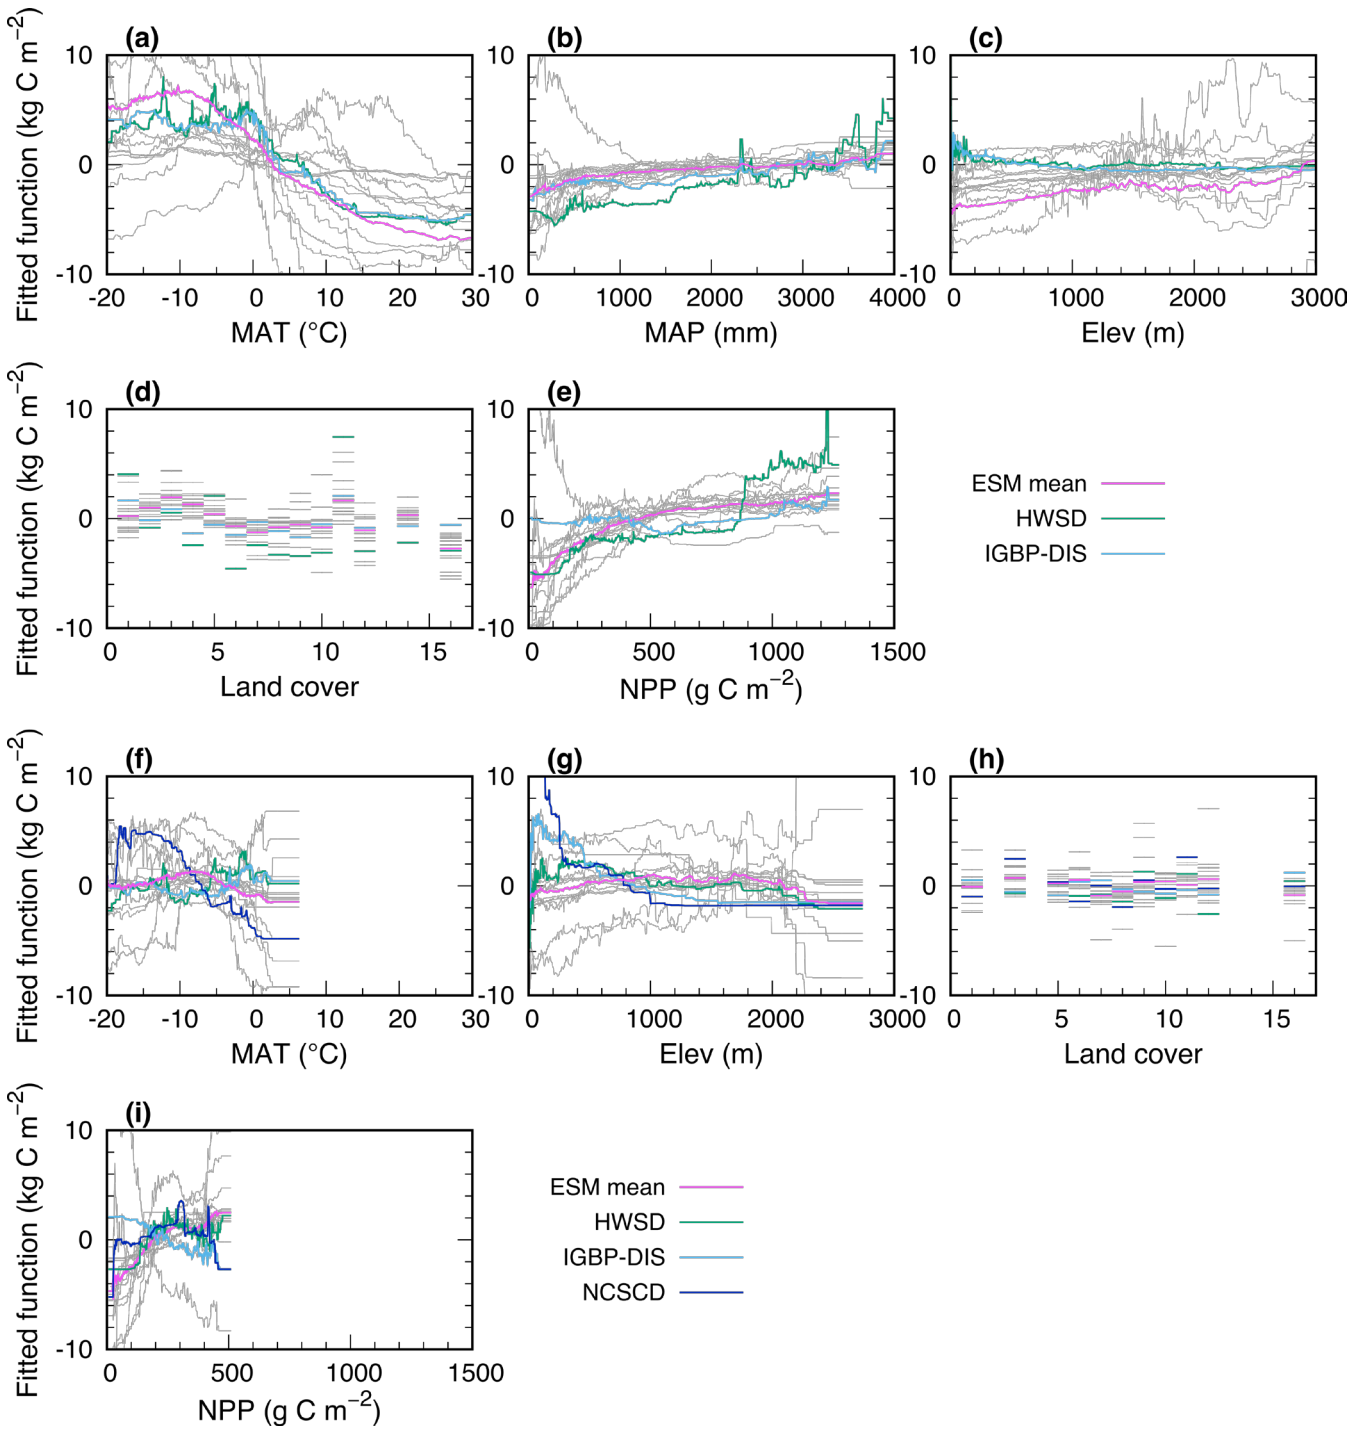 (a)
(b)
(c)
Fitted function (kg C m−2)
10
0
-10
-20 -10 0 10 20 30
MAT (°C)
10
0
-10
0 1000 2000 3000 4000
MAP (mm)
10
0
-10
0 1000 2000 3000
Elev (m)
(d)
(e)
Fitted function (kg C m−2)
10
0
-10
0 5 10 15
Land cover
10
0
-10
0 500 1000 1500
NPP (g C m−2)
ESM mean
HWSD
IGBP-DIS
(f)
(g)
(h)
Fitted function (kg C m−2)
10
0
-10
-20 -10 0 10 20 30
MAT (°C)
10
0
-10
0 1000 2000 3000
Elev (m)
10
0
-10
0 5 10 15
Land cover
(i)
Fitted function (kg C m−2)
10
0
-10
0 500 1000 1500
NPP (g C m−2)
ESM mean
HWSD
IGBP-DIS
NCSCD